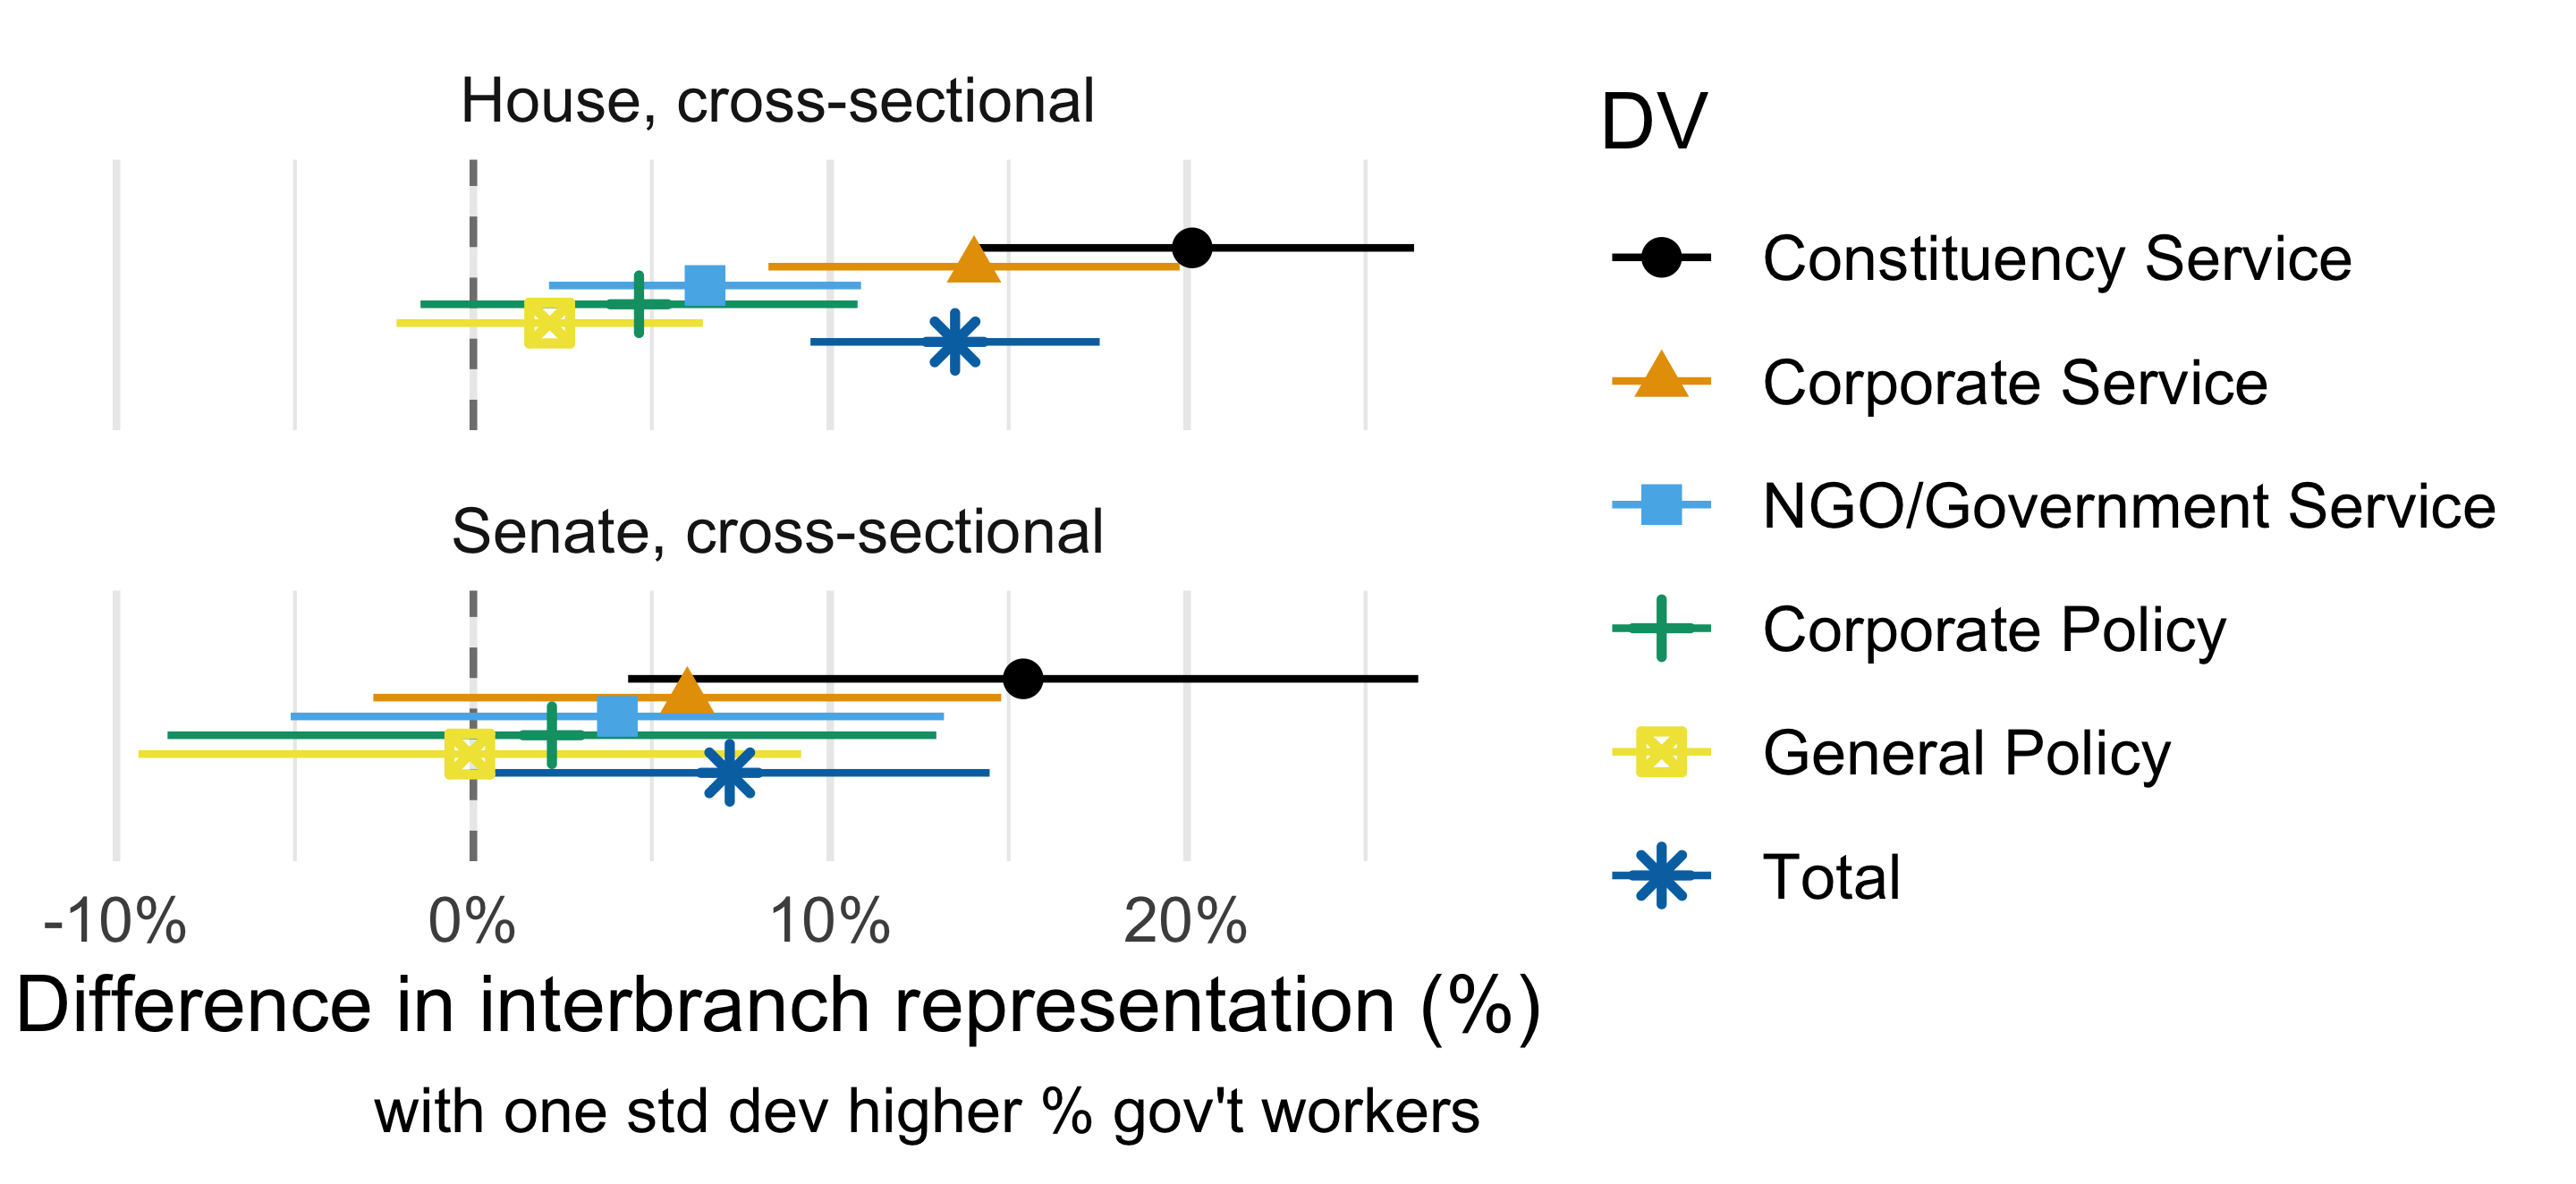 House, cross-sectional
Senate, cross-sectional
-10% 0% 10% 20%
Difference in interbranch representation (%)
with one std dev higher % gov't workers
DV
Constituency Service
Corporate Service
NGO/Government Service
Corporate Policy
General Policy
Total